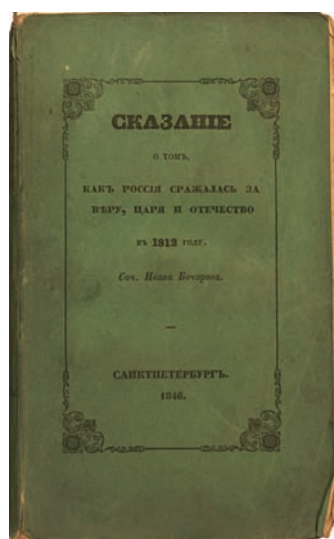 СКАЗАНІЕ
О ТОМЪ,
КАКЪ РОССІЯ СРАЖАЛАСЬ ЗА
ВѢРУ, ЦАРЯ И ОТЕЧЕСТВО
ВЪ 1812 ГОДУ.
Соч. Ивана Бочарова.
САНКТПЕТЕРБУРГЪ.
1846.